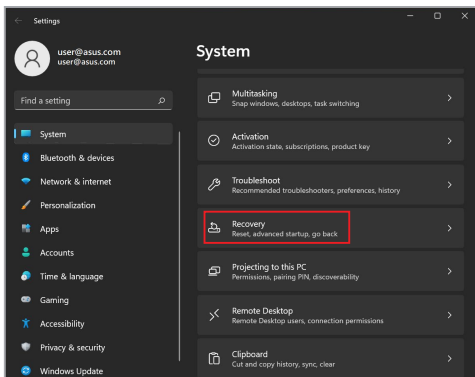 Settings
user@asus.com
user@asus.com
Find a setting
System
Bluetooth & devices
Network & internet
Personalization
Apps
Accounts
Time & language
Gaming
Accessibility
Privacy & security
Windows Update
System
Multitasking
Snap windows, desktops, task switching
Activation
Activation state, subscriptions, product key
Troubleshoot
Recommended troubleshooters, preferences, history
Recovery
Reset, advanced startup, go back
Projecting to this PC
Permissions, pairing PIN, discoverability
Remote Desktop
Remote Desktop users, connection permissions
Clipboard
Cut and copy history, sync, clear